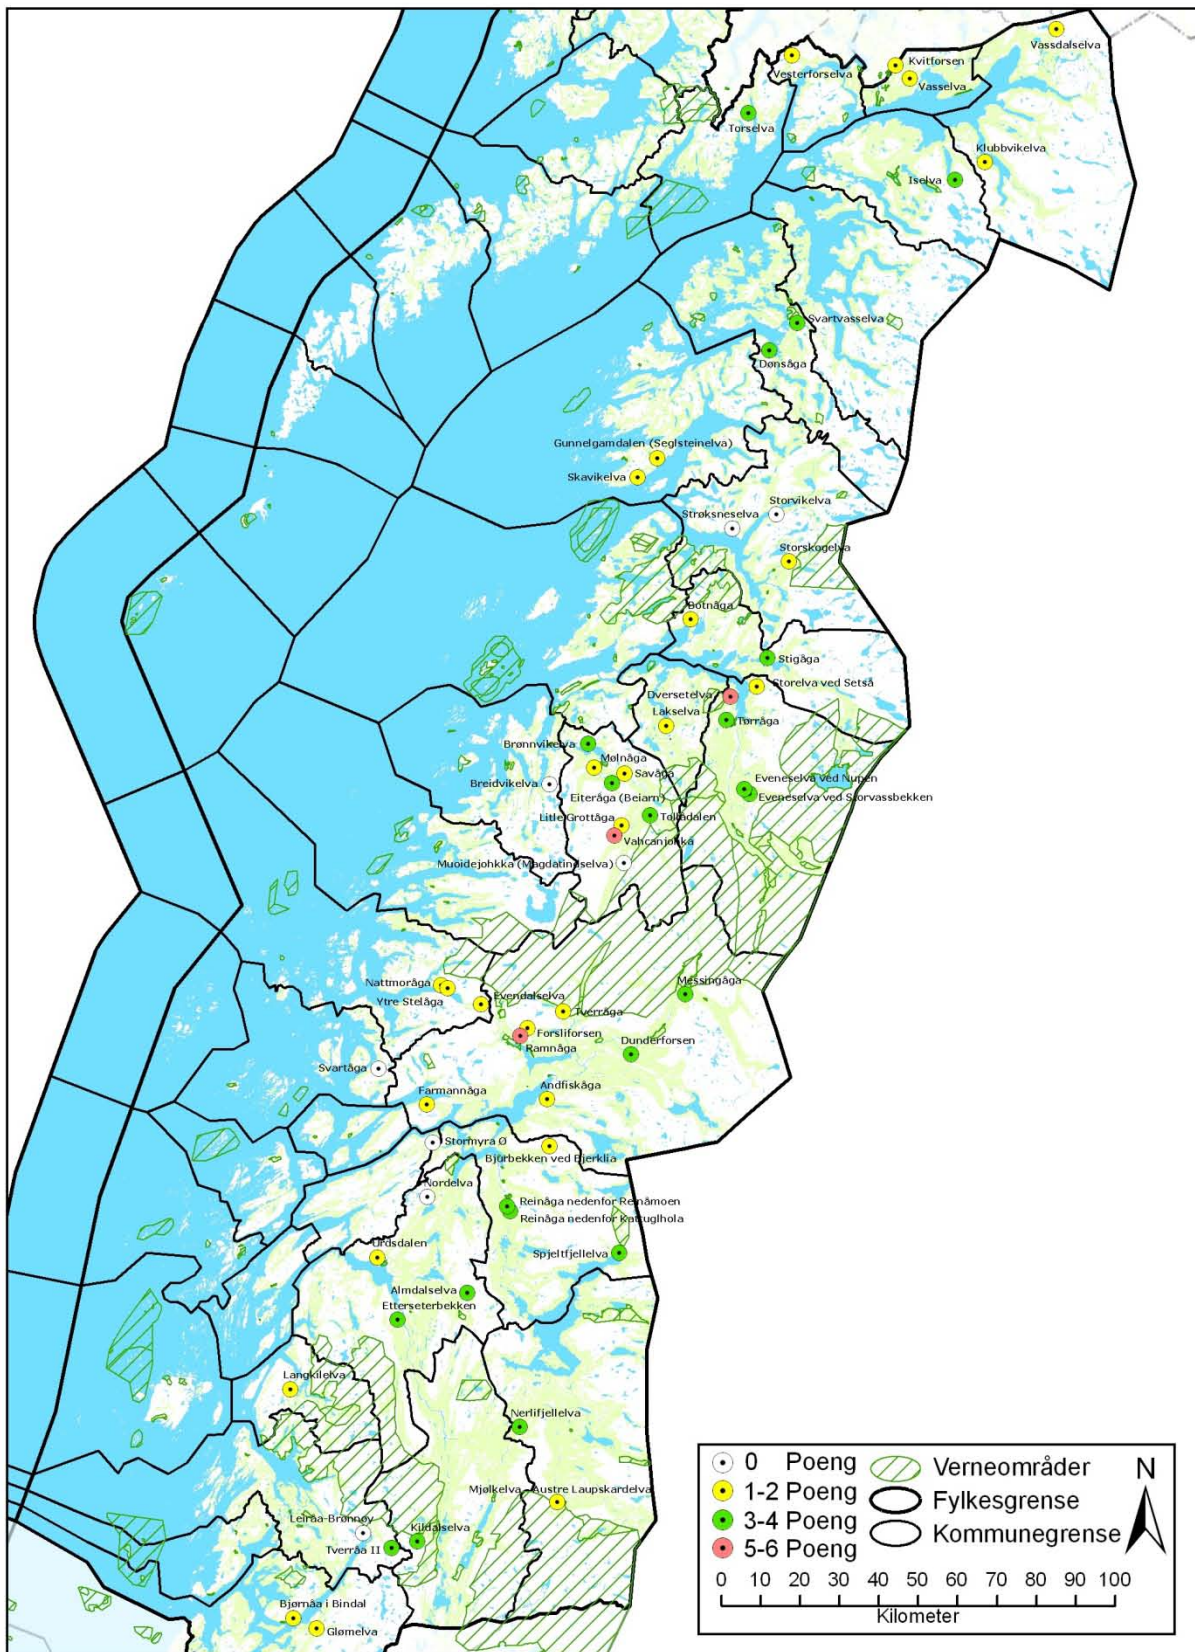 Vassdalselva
Vesterforselva
Kvitforsen
Vasselva
Torselva
Klubbvikelva
Iselva
Svartvasselva
Dønsåga
Gunnelgamdalen (Seglsteinelva)
Skavikelva
Storvikelva
Strøksneselva
Storskogelva
Botnåga
Stigåga
Storelva ved Setså
Dversetelva
Lakselva
Tørråga
Brønnvikelva
Mølnåga
Savåga
Breidvikelva
Eiteråga (Beiarn)
Eveneselva ved Nupen
Eveneselva ved Storvassbekken
Litle Grottåga
Tollådalen
Vahcanjohka
Muoidejohkka (Magdatindselva)
Nattmoråga
Messingåga
Ytre Stelåga
Evendalselva
Tverråga
Forsliforsen
Ramnåga
Dunderforsen
Svartåga
Farmannåga
Andfiskåga
Stormyra Ø
Bjurbekken ved Bjerklia
Nordelva
Reinåga nedenfor Reinåmoen
Reinåga nedenfor Kattuglhola
Urdsdalen
Spjeltfjellelva
Almdalselva
Etterseterbekken
Langkilelva
Nerlifjellelva
Mjølkelva - Austre Laupskardelva
Leiråa-Brønnøy
Tverråa II
Kildalselva
Bjørnåa i Bindal
Glømelva
0 Poeng
1-2 Poeng
3-4 Poeng
5-6 Poeng
Verneområder
Fylkesgrense
Kommunegrense
N
0 10 20 30 40 50 60 70 80 90 100
Kilometer